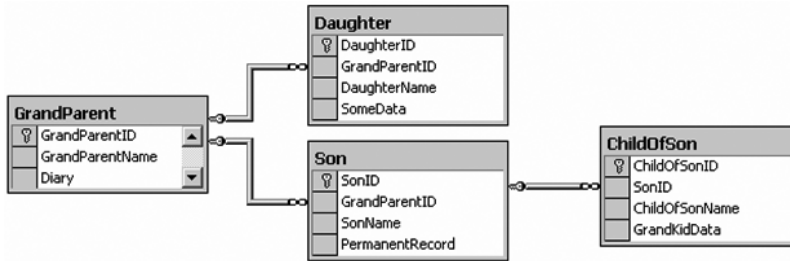 GrandParent
GrandParentID
GrandParentName
Diary
Daughter
DaughterID
GrandParentID
DaughterName
SomeData
Son
SonID
GrandParentID
SonName
PermanentRecord
ChildOfSon
ChildOfSonID
SonID
ChildOfSonName
GrandKidData